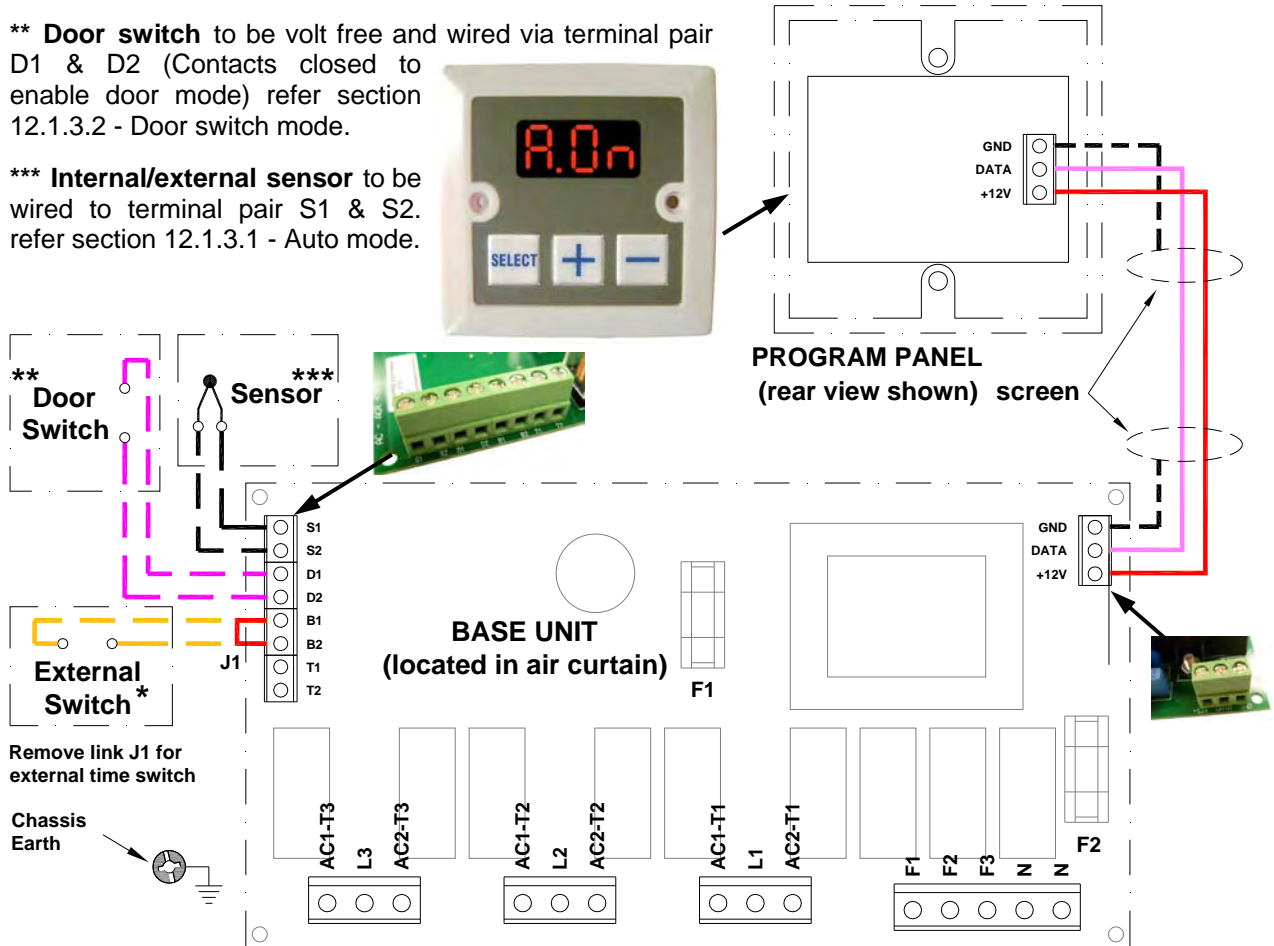 ** Door switch to be volt free and wired via terminal pair
D1 & D2 (Contacts closed to
enable door mode) refer section
12.1.3.2 - Door switch mode.
*** Internal/external sensor to be
wired to terminal pair S1 & S2.
refer section 12.1.3.1 - Auto mode.
A.On
SELECT + −
GND
DATA
+12V
PROGRAM PANEL
(rear view shown) screen
**
Door
Switch
***
Sensor
S1
S2
D1
D2
B1
B2
T1
T2
J1
External
Switch *
Remove link J1 for
external time switch
Chassis
Earth
BASE UNIT
(located in air curtain)
F1
GND
DATA
+12V
F2
AC1-T3
L3
AC2-T3
AC1-T2
L2
AC2-T2
AC1-T1
L1
AC2-T1
F1
F2
F3
N
N